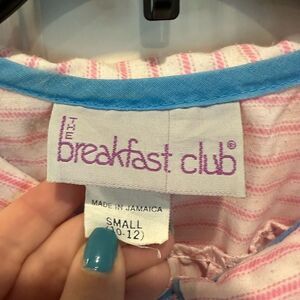 THE
breakfast club®
MADE IN JAMAICA
SMALL
(10-12)